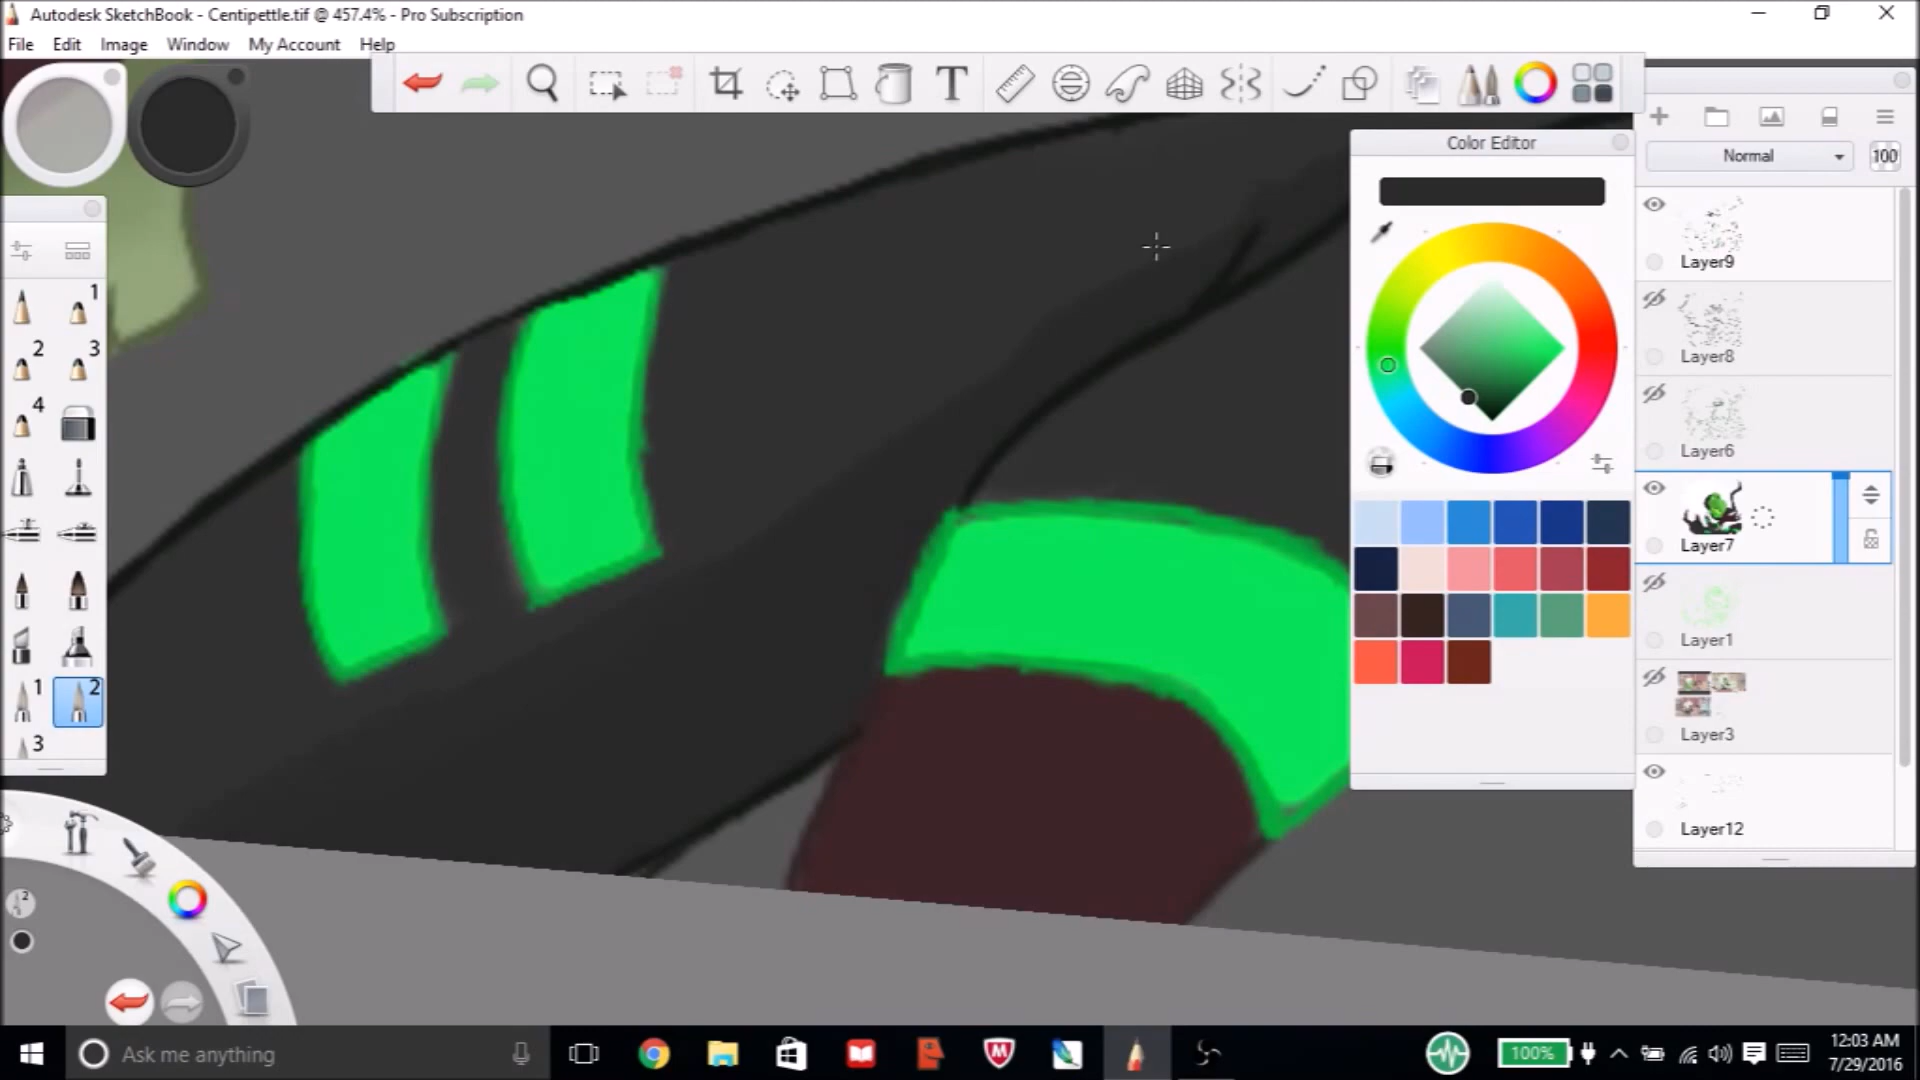 Autodesk SketchBook - Centipettle.tif @ 457.4% - Pro Subscription
File Edit Image Window My Account Help
T
Color Editor
Normal 100
Layer9
Layer8
Layer6
Layer7
Layer1
Layer3
Layer12
1
2 3
4
1 2
3
2
Ask me anything
100%
12:03 AM
7/29/2016